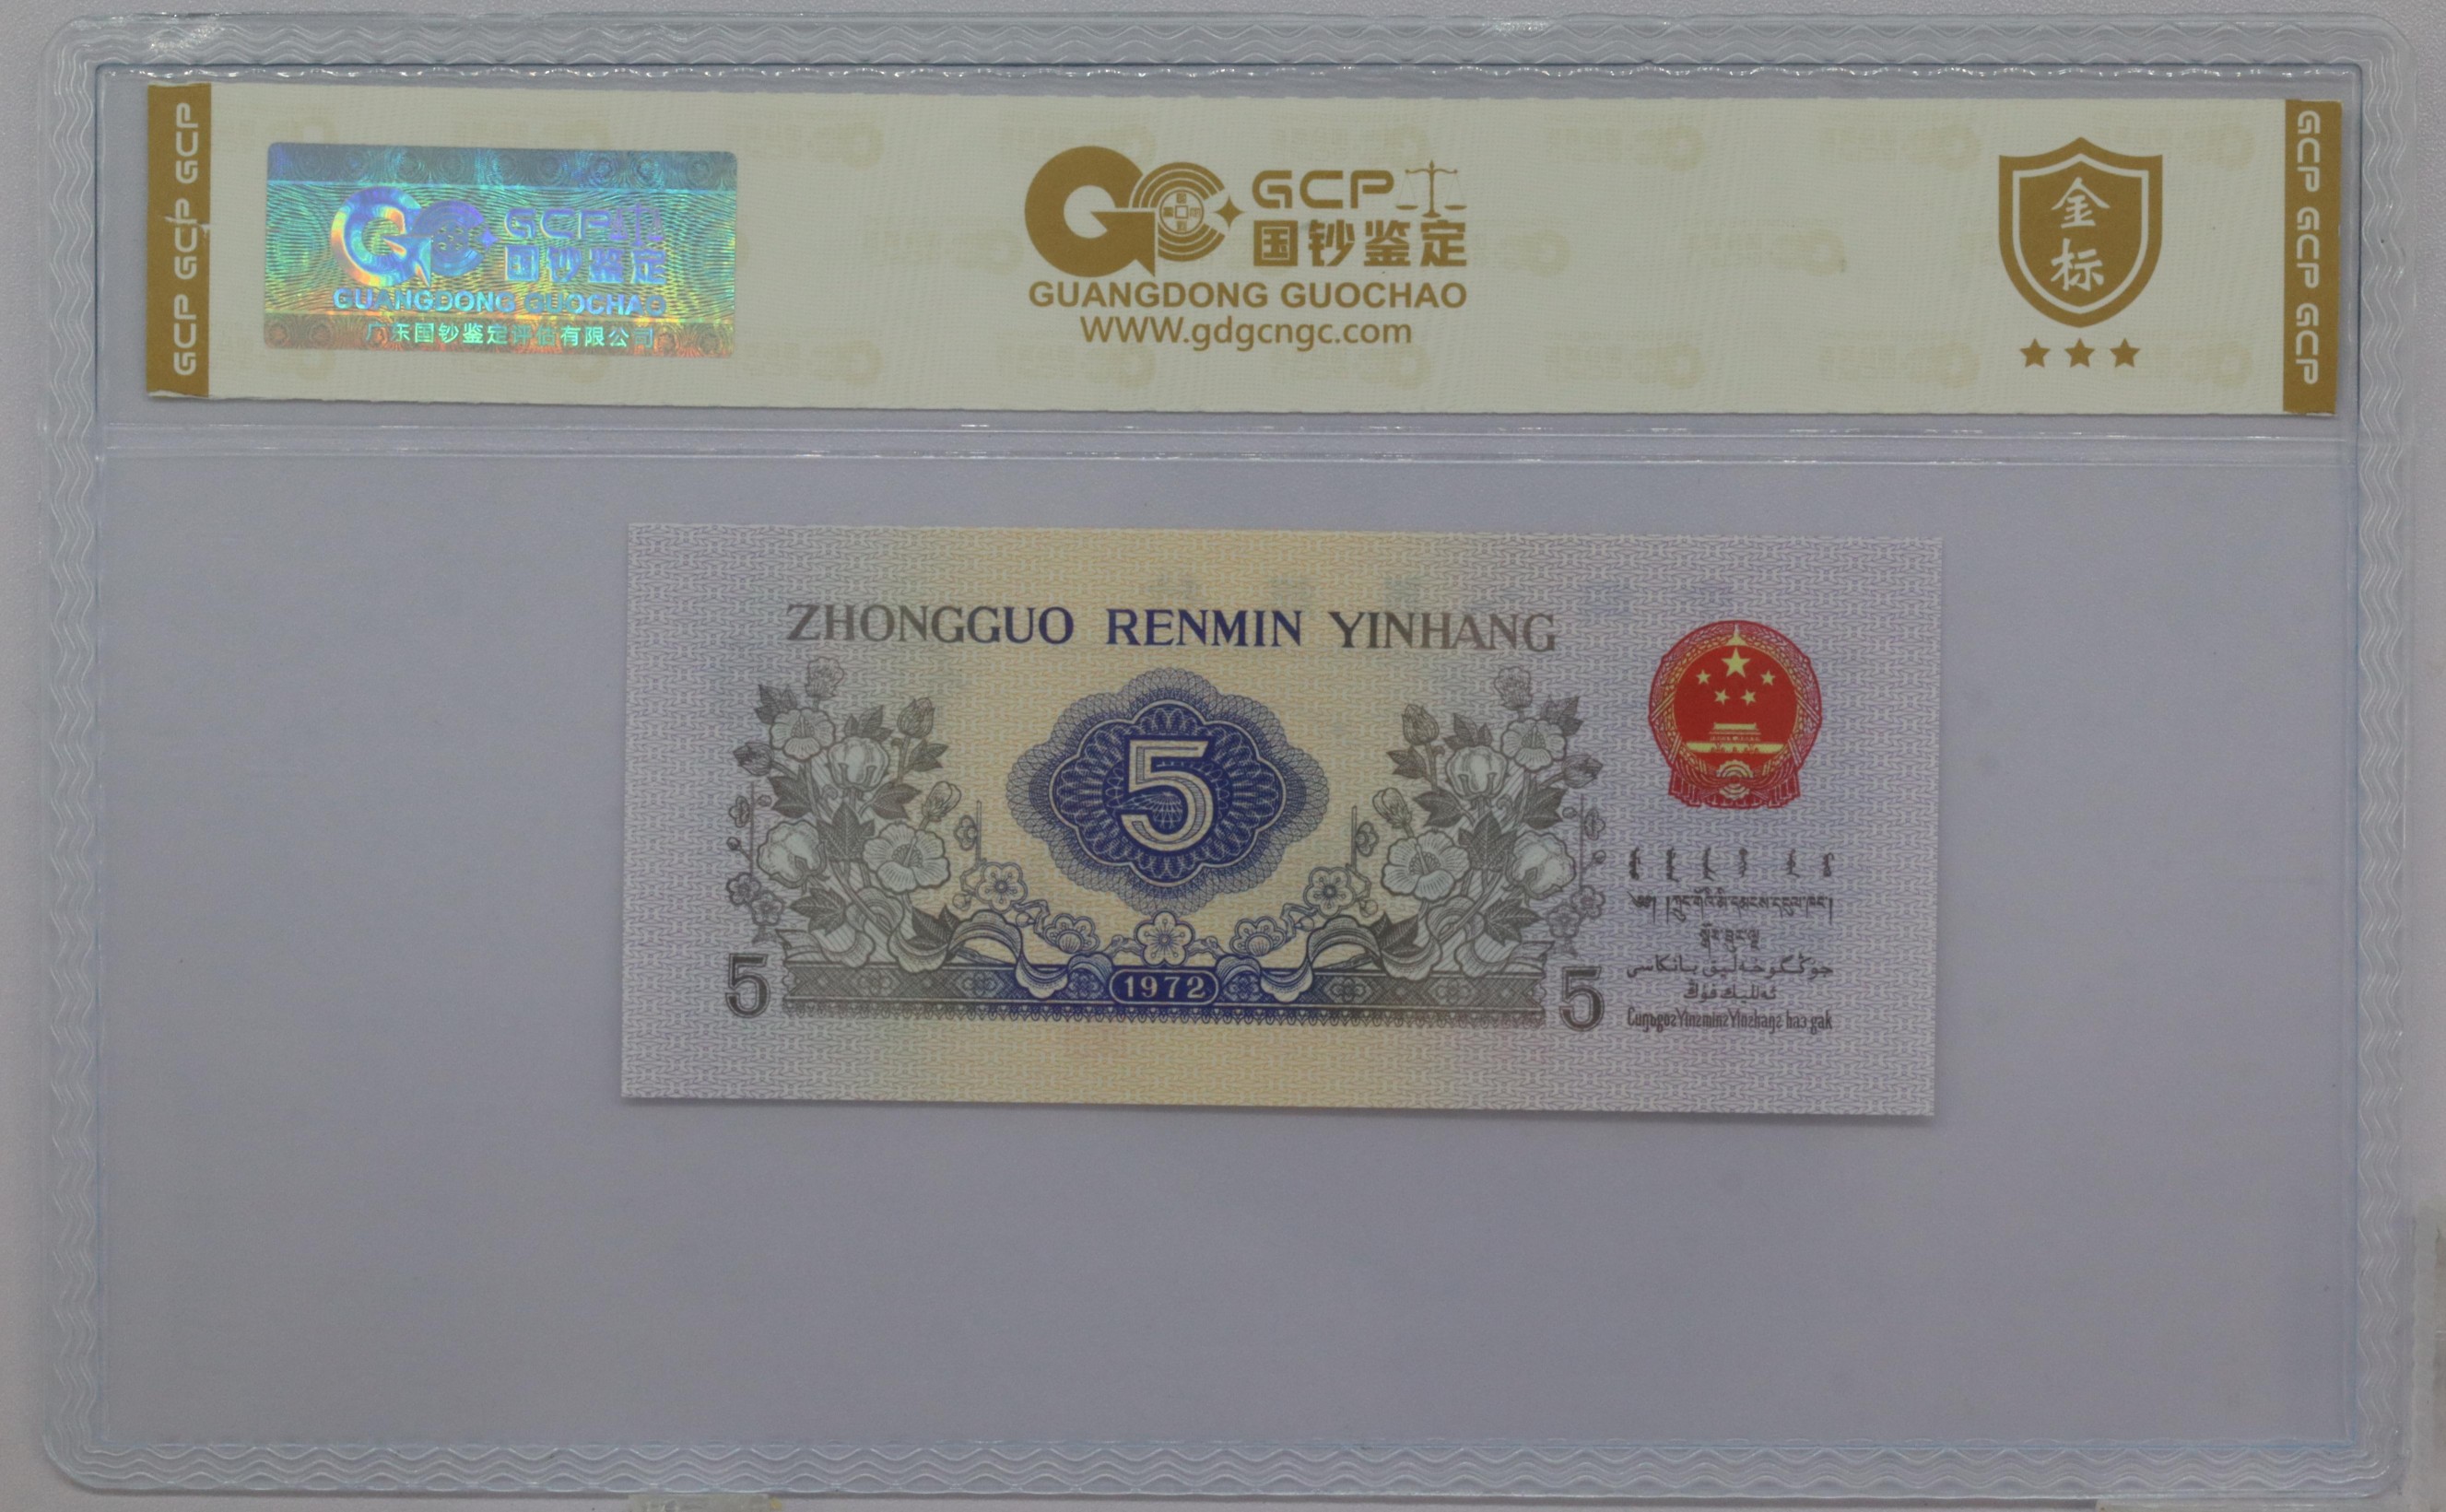 GCP GCP GCP
GCP
国钞鉴定
GUANGDONG GUOCHAO
广东国钞鉴定评估有限公司
GCP
国钞鉴定
GUANGDONG GUOCHAO
WWW.gdgcngc.com
金
标
GCP GCP GCP
ZHONGGUO RENMIN YINHANG
5
1972
5
5
جۇڭگوخەلىق بانكاسى